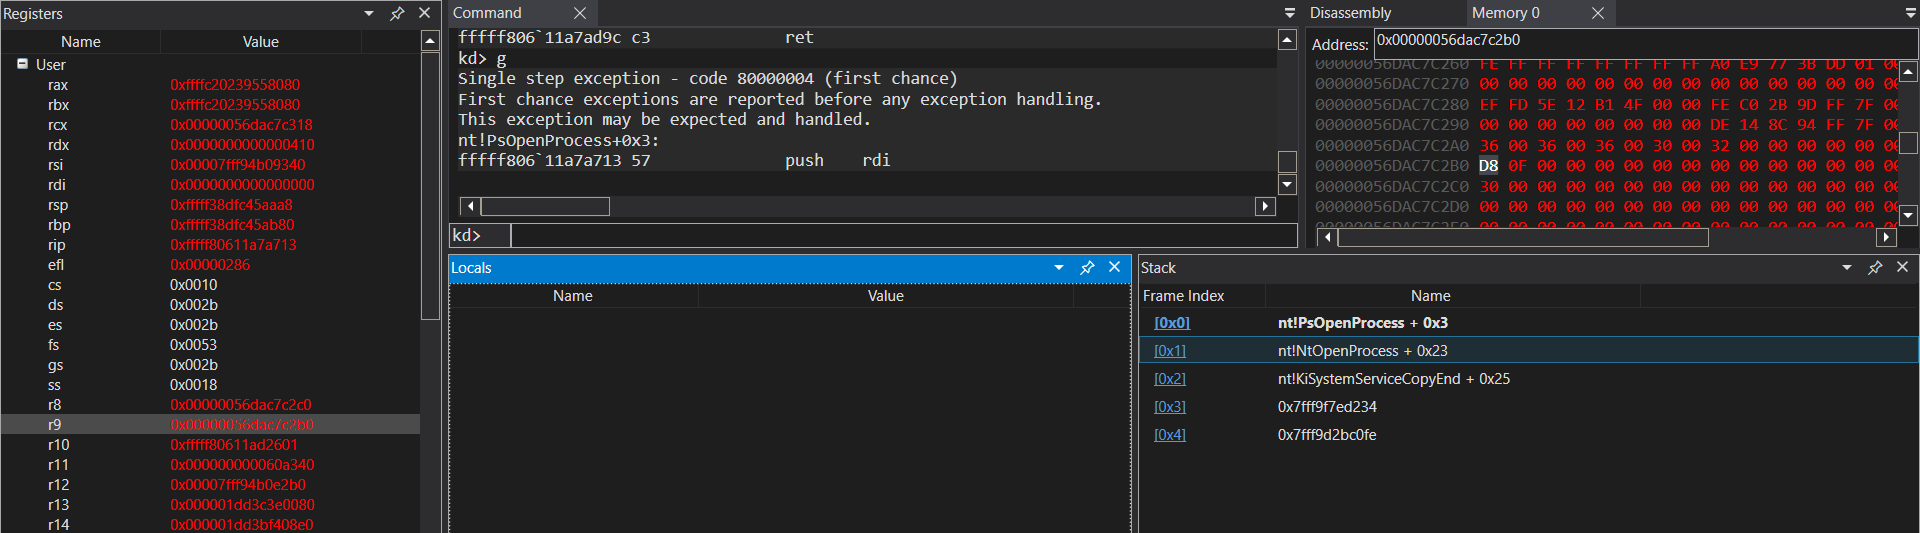 Registers
Name Value
User
rax 0xffffc20239558080
rbx 0xffffc20239558080
rcx 0x00000056dac7c318
rdx 0x0000000000000410
rsi 0x00007fff94b09340
rdi 0x0000000000000000
rsp 0xfffff38dfc45aaa8
rbp 0xfffff38dfc45ab80
rip 0xfffff80611a7a713
efl 0x00000286
cs 0x0010
ds 0x002b
es 0x002b
fs 0x0053
gs 0x002b
ss 0x0018
r8 0x00000056dac7c2c0
r9 0x00000056dac7c2b0
r10 0xfffff80611ad2601
r11 0x000000000060a340
r12 0x00007fff94b0e2b0
r13 0x000001dd3c3e0080
r14 0x000001dd3bf408e0
Command
fffff806`11a7ad9c c3 ret
kd> g
Single step exception - code 80000004 (first chance)
First chance exceptions are reported before any exception handling.
This exception may be expected and handled.
nt!PsOpenProcess+0x3:
fffff806`11a7a713 57 push rdi
kd>
Disassembly
Memory 0
Address: 0x00000056dac7c2b0
00000056DAC7C260 FE FF FF FF FF FF FF FF A0 E9 77 3B DD 01 00
00000056DAC7C270 00 00 00 00 00 00 00 00 00 00 00 00 00 00 00
00000056DAC7C280 EF FD 5E 12 B1 4F 00 00 FE C0 2B 9D FF 7F 00
00000056DAC7C290 00 00 00 00 00 00 00 00 DE 14 8C 94 FF 7F 00
00000056DAC7C2A0 36 00 36 00 36 00 30 00 32 00 00 00 00 00 00
00000056DAC7C2B0 D8 0F 00 00 00 00 00 00 00 00 00 00 00 00 00
00000056DAC7C2C0 30 00 00 00 00 00 00 00 00 00 00 00 00 00 00
00000056DAC7C2D0 00 00 00 00 00 00 00 00 00 00 00 00 00 00 00
Locals
Name Value
Stack
Frame Index Name
[0x0] nt!PsOpenProcess + 0x3
[0x1] nt!NtOpenProcess + 0x23
[0x2] nt!KiSystemServiceCopyEnd + 0x25
[0x3] 0x7fff9f7ed234
[0x4] 0x7fff9d2bc0fe